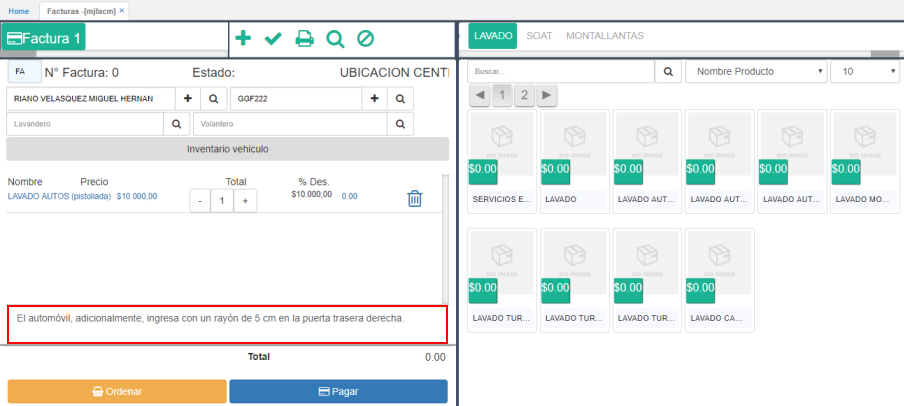 Home Facturas -[mjfacm] ×
Factura 1
LAVADO SOAT MONTALLANTAS
FA N° Factura: 0 Estado: UBICACION CENT
Buscar... Nombre Producto 10
RIANO VELASQUEZ MIGUEL HERNAN + GGF222 +
◀ 1 2 ▶
Lavandero Volantero
Inventario vehiculo
Nombre Precio Total % Des.
LAVADO AUTOS (pistoliada) $10.000,00 - 1 + $10.000,00 0.00
NO IMAGE NO IMAGE NO IMAGE NO IMAGE NO IMAGE NO IMAGE
$0.00 $0.00 $0.00 $0.00 $0.00 $0.00
SERVICIOS E... LAVADO LAVADO AUT... LAVADO AUT... LAVADO AUT... LAVADO MO...
NO IMAGE NO IMAGE NO IMAGE NO IMAGE
$0.00 $0.00 $0.00 $0.00
LAVADO TUR... LAVADO TUR... LAVADO TUR... LAVADO CA...
El automóvil, adicionalmente, ingresa con un rayón de 5 cm en la puerta trasera derecha.
Total 0.00
Ordenar Pagar